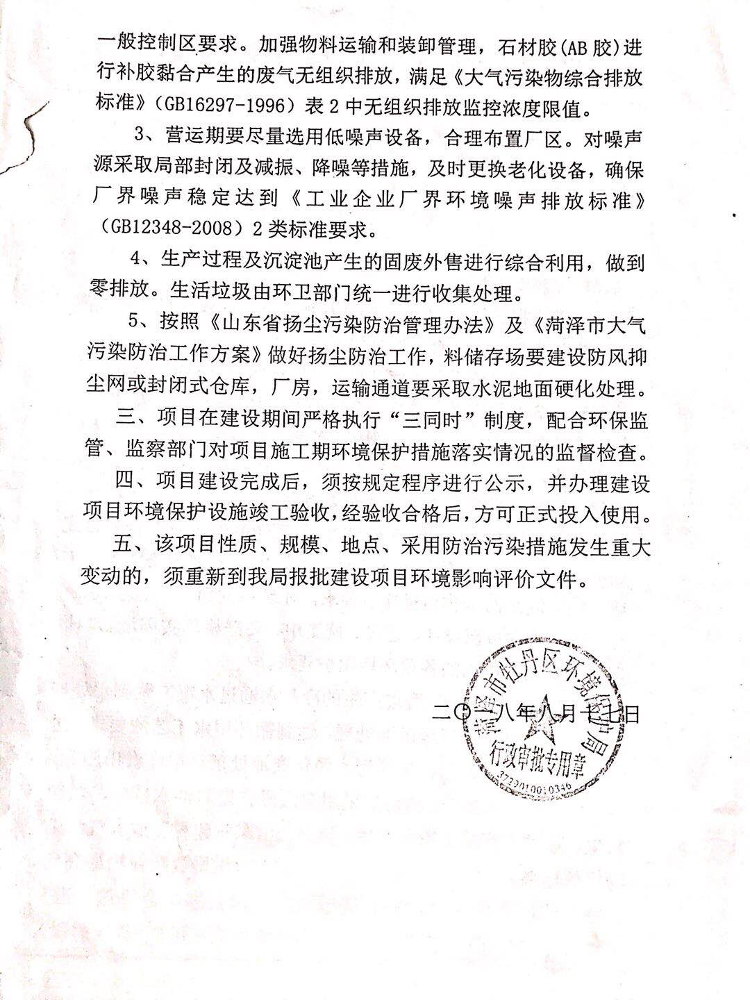 一般控制区要求。加强物料运输和装卸管理，石材胶(AB胶)进
行补胶黏合产生的废气无组织排放，满足《大气污染物综合排放
标准》（GB16297-1996）表2中无组织排放监控浓度限值。
3、营运期要尽量选用低噪声设备，合理布置厂区。对噪声
源采取局部封闭及减振、降噪等措施，及时更换老化设备，确保
厂界噪声稳定达到《工业企业厂界环境噪声排放标准》
（GB12348-2008）2类标准要求。
4、生产过程及沉淀池产生的固废外售进行综合利用，做到
零排放。生活垃圾由环卫部门统一进行收集处理。
5、按照《山东省扬尘污染防治管理办法》及《菏泽市大气
污染防治工作方案》做好扬尘防治工作，料储存场要建设防风抑
尘网或封闭式仓库，厂房，运输通道要采取水泥地面硬化处理。
三、项目在建设期间严格执行“三同时”制度，配合环保监
管、监察部门对项目施工期环境保护措施落实情况的监督检查。
四、项目建设完成后，须按规定程序进行公示，并办理建设
项目环境保护设施竣工验收，经验收合格后，方可正式投入使用。
五、该项目性质、规模、地点、采用防治污染措施发生重大
变动的，须重新到我局报批建设项目环境影响评价文件。
菏泽市牡丹区环境保护局
二〇一八年八月十七日
行政审批专用章
3729010010346